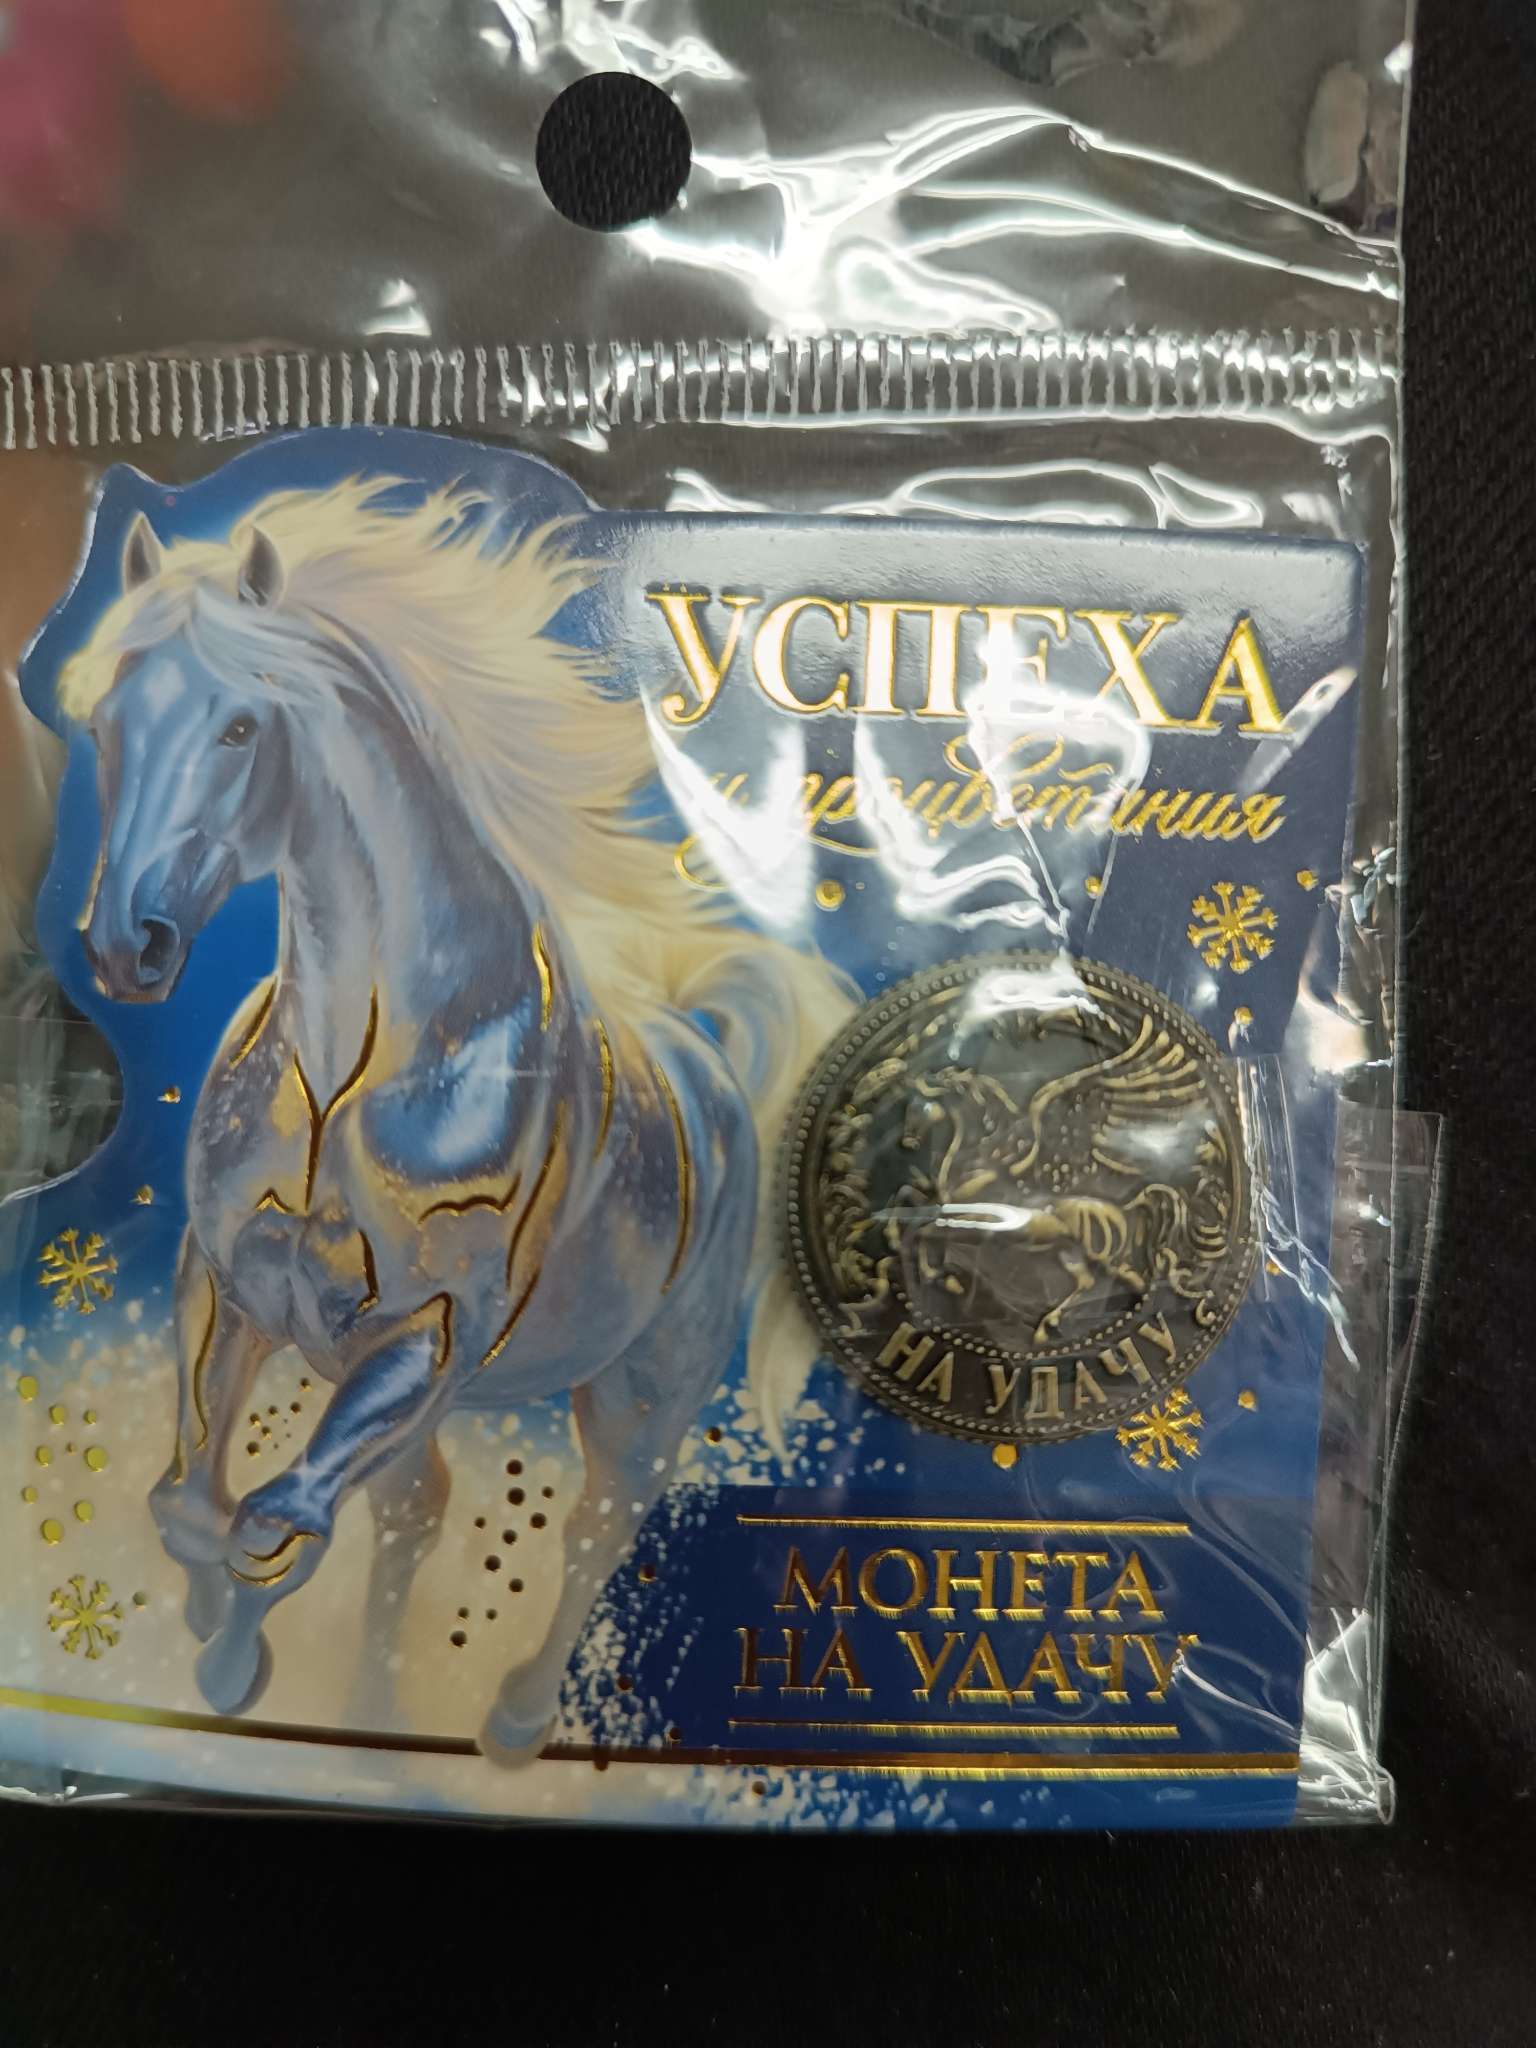 УСПЕХА
и процветания
НА УДАЧУ
МОНЕТА
НА УДАЧУ